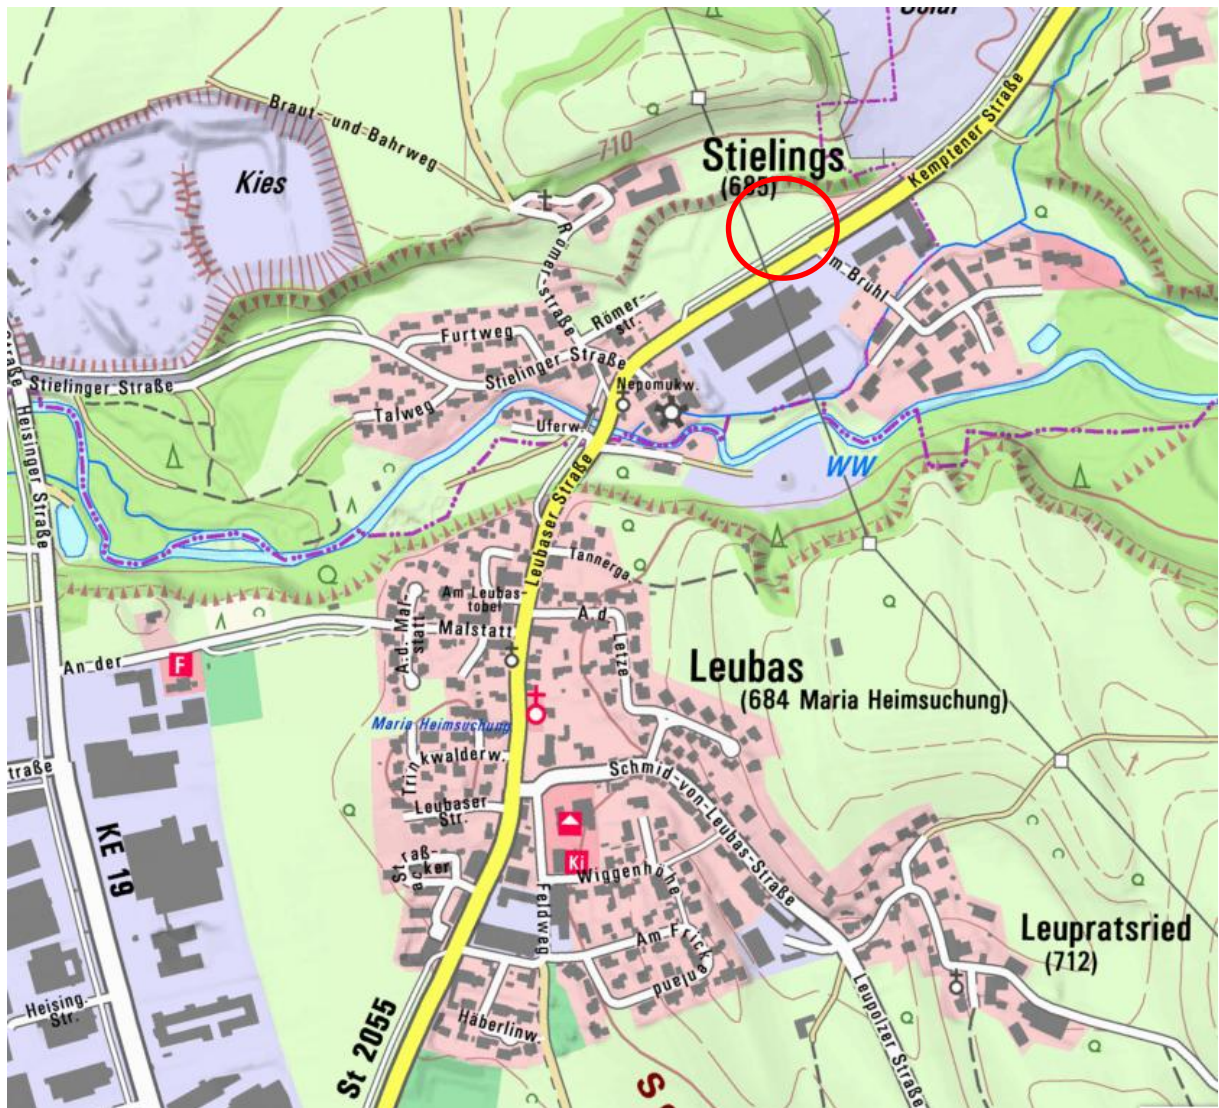 Braut- und Bahrweg
710
Kies
Stielings
(685)
Kemptener Straße
Römer-
straße
Römer-
str.
m-Brühl
Furtweg
Stielinger Straße
Stielinger Straße
Talweg
Nepomukw.
Uferw.
WW
Heisinger Straße
Straße
Leubaser Straße
Tannerga
Am Leubas-
tobel
A.d.-Mal-
statt
Malstatt
A.d.
Letze
An der
F
Leubas
(684 Maria Heimsuchung)
Maria Heimsuchung
Trin
kwalderw.
Leubaser
Str.
Schmid-von-Leubas-Straße
traße
KE 19
Straß-
acker
Ki
Wiggenhöhe
Feldweg
Am Fricke
nland
Leupratsried
(712)
Heising.
Str.
Häberlinw.
St 2055
Leupolzer Straße
S